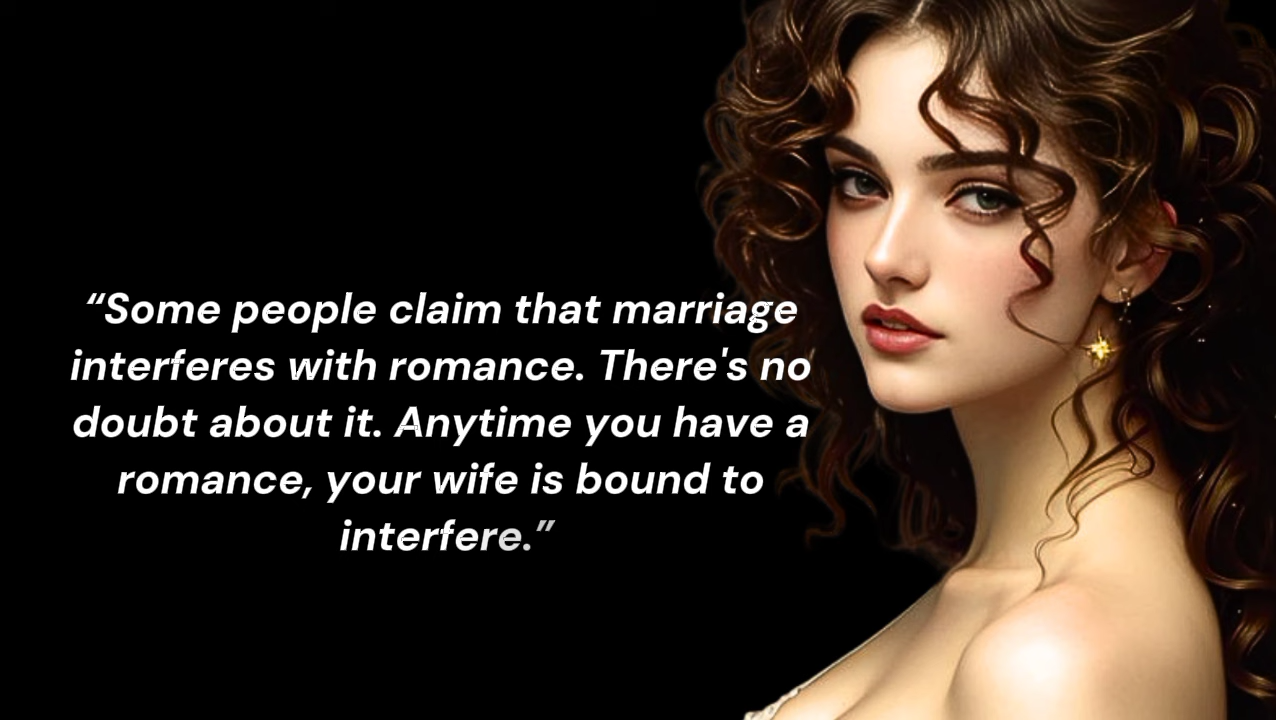 “Some people claim that marriage
interferes with romance. There's no
doubt about it. Anytime you have a
romance, your wife is bound to
interfere.”